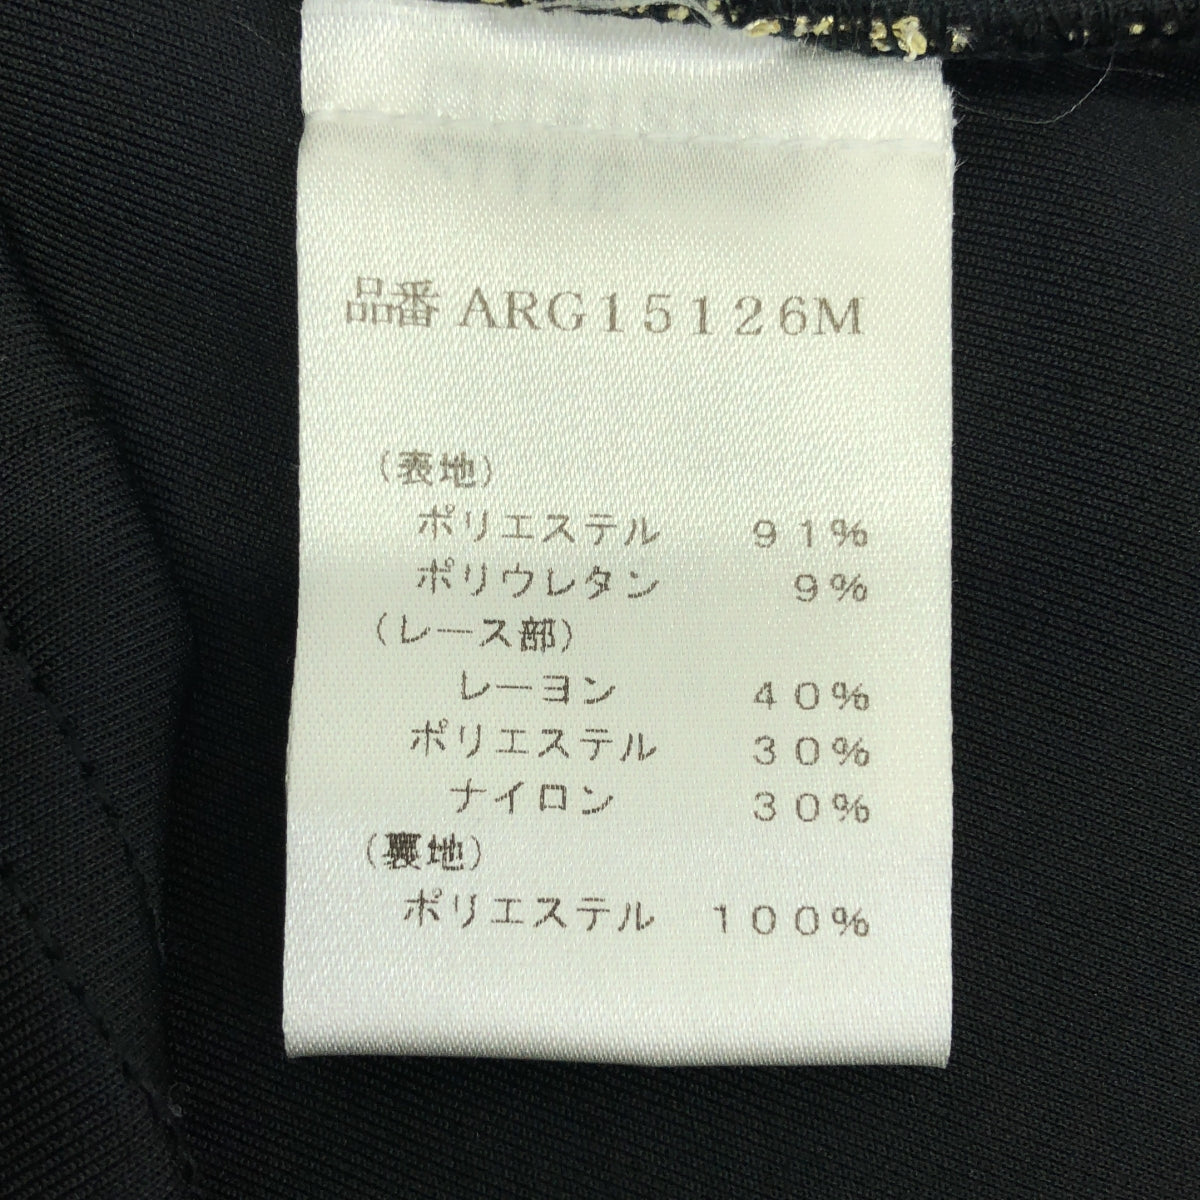 品番 ARG15126M
(表地)
ポリエステル 91%
ポリウレタン 9%
(レース部)
レーヨン 40%
ポリエステル 30%
ナイロン 30%
(裏地)
ポリエステル 100%